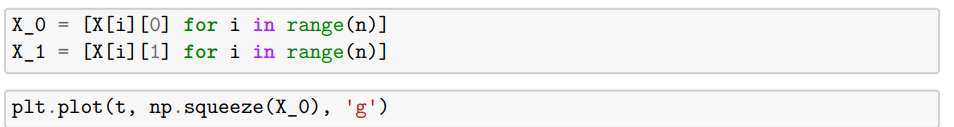 X_0 = [X[i][0] for i in range(n)]
X_1 = [X[i][1] for i in range(n)]
plt.plot(t, np.squeeze(X_0), 'g')